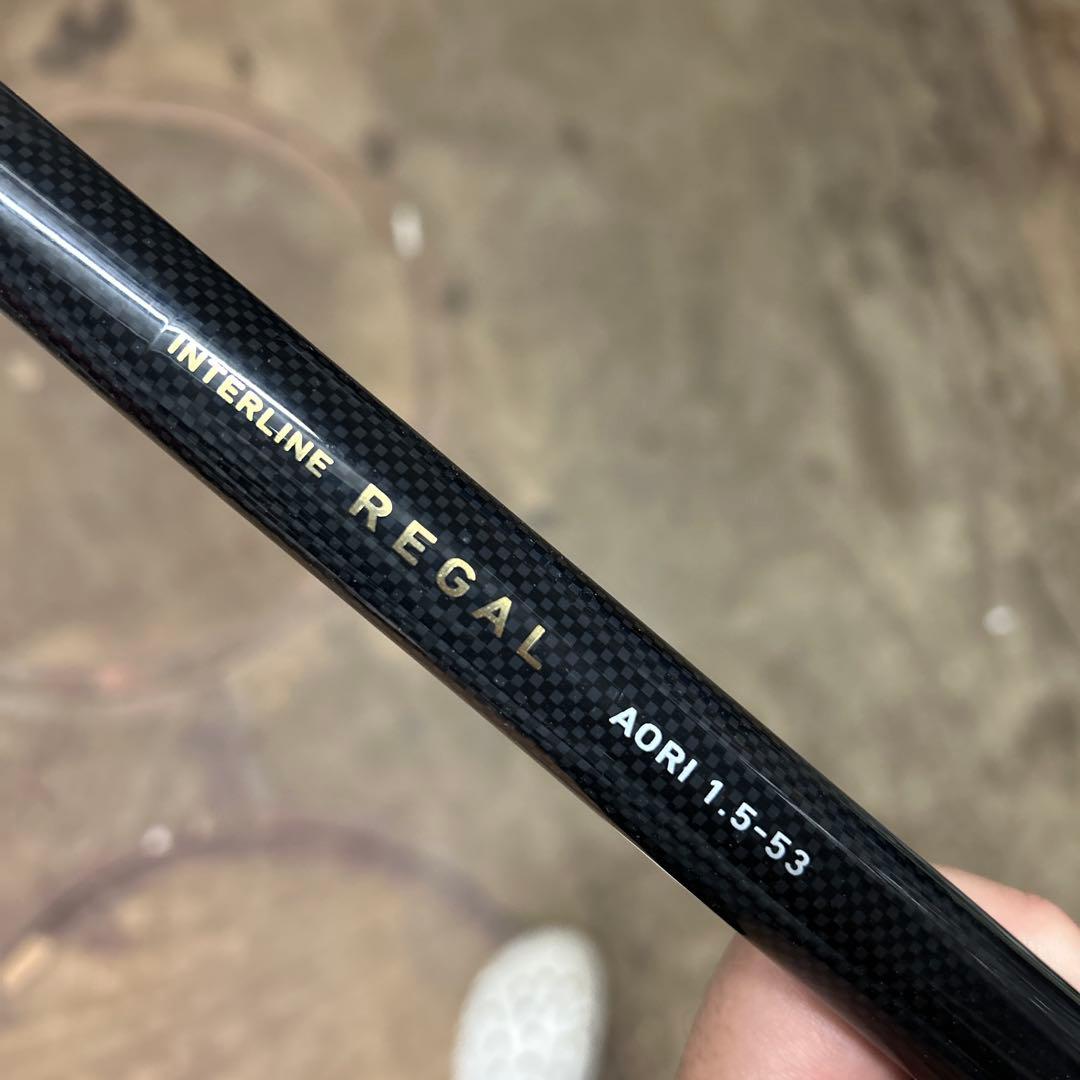 INTERLINE REGAL AORI 1.5-53